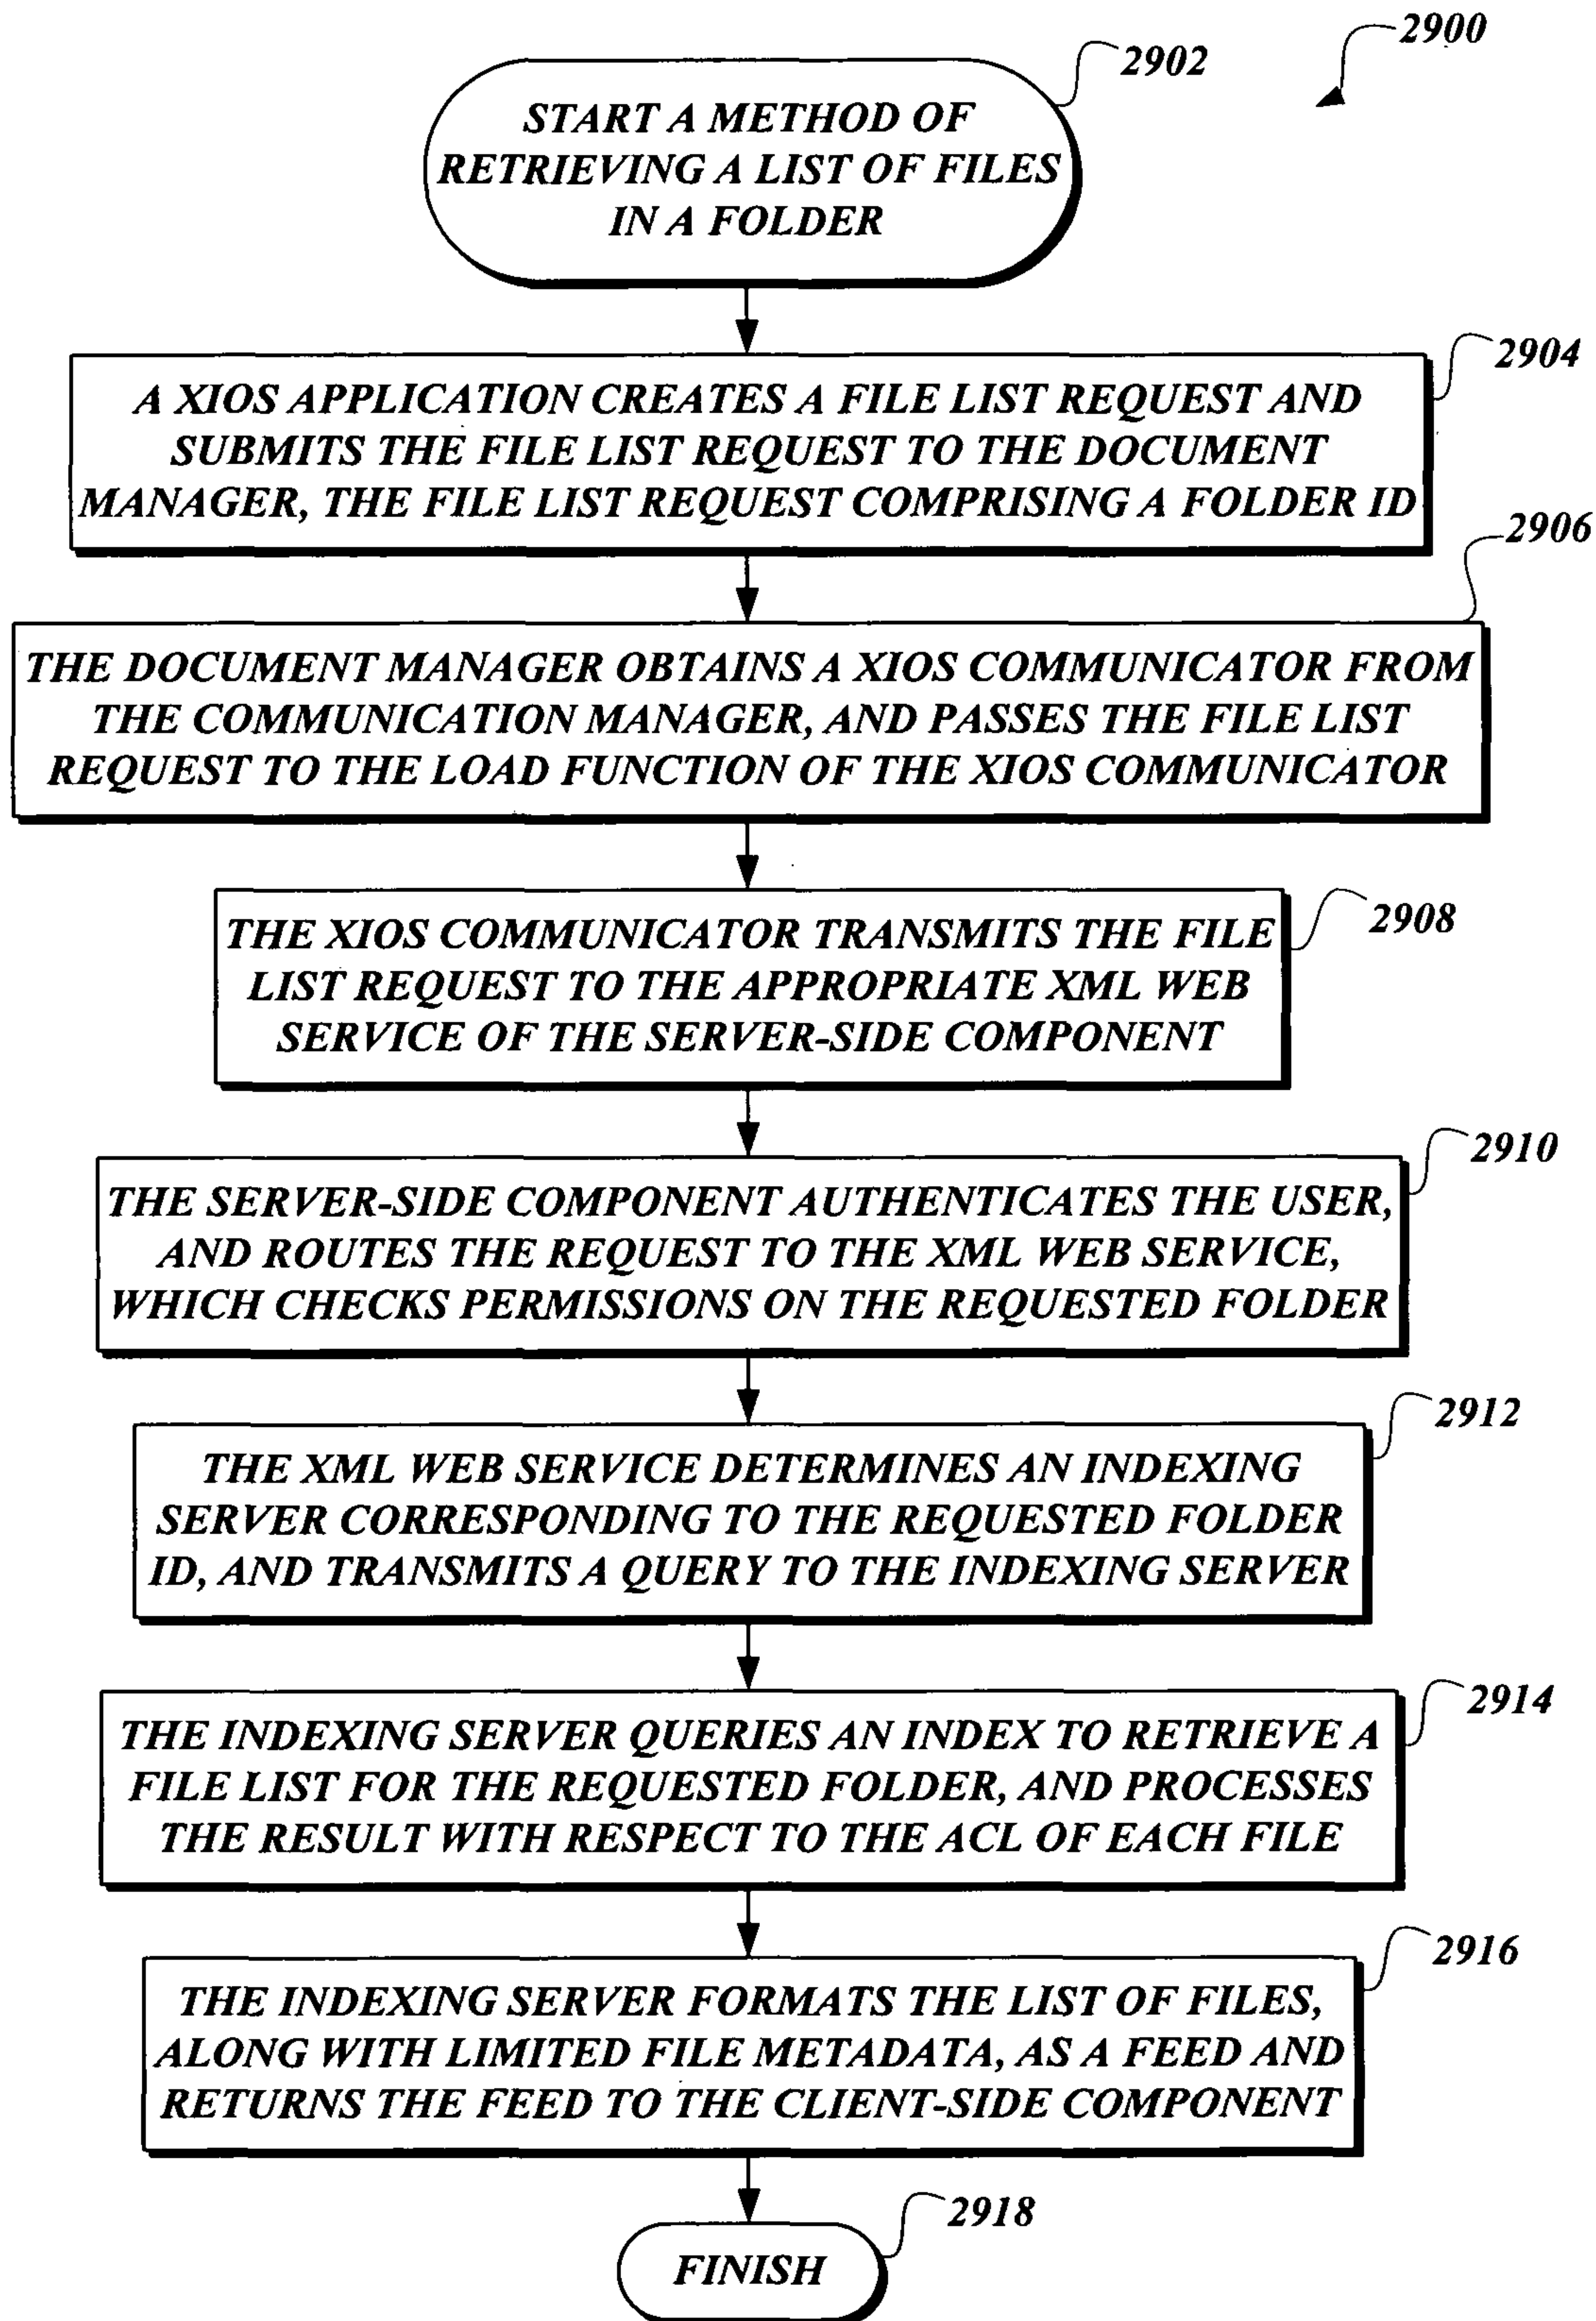 2900
2902
START A METHOD OF
RETRIEVING A LIST OF FILES
IN A FOLDER
2904
A XIOS APPLICATION CREATES A FILE LIST REQUEST AND
SUBMITS THE FILE LIST REQUEST TO THE DOCUMENT
MANAGER, THE FILE LIST REQUEST COMPRISING A FOLDER ID
2906
THE DOCUMENT MANAGER OBTAINS A XIOS COMMUNICATOR FROM
THE COMMUNICATION MANAGER, AND PASSES THE FILE LIST
REQUEST TO THE LOAD FUNCTION OF THE XIOS COMMUNICATOR
2908
THE XIOS COMMUNICATOR TRANSMITS THE FILE
LIST REQUEST TO THE APPROPRIATE XML WEB
SERVICE OF THE SERVER-SIDE COMPONENT
2910
THE SERVER-SIDE COMPONENT AUTHENTICATES THE USER,
AND ROUTES THE REQUEST TO THE XML WEB SERVICE,
WHICH CHECKS PERMISSIONS ON THE REQUESTED FOLDER
2912
THE XML WEB SERVICE DETERMINES AN INDEXING
SERVER CORRESPONDING TO THE REQUESTED FOLDER
ID, AND TRANSMITS A QUERY TO THE INDEXING SERVER
2914
THE INDEXING SERVER QUERIES AN INDEX TO RETRIEVE A
FILE LIST FOR THE REQUESTED FOLDER, AND PROCESSES
THE RESULT WITH RESPECT TO THE ACL OF EACH FILE
2916
THE INDEXING SERVER FORMATS THE LIST OF FILES,
ALONG WITH LIMITED FILE METADATA, AS A FEED AND
RETURNS THE FEED TO THE CLIENT-SIDE COMPONENT
2918
FINISH